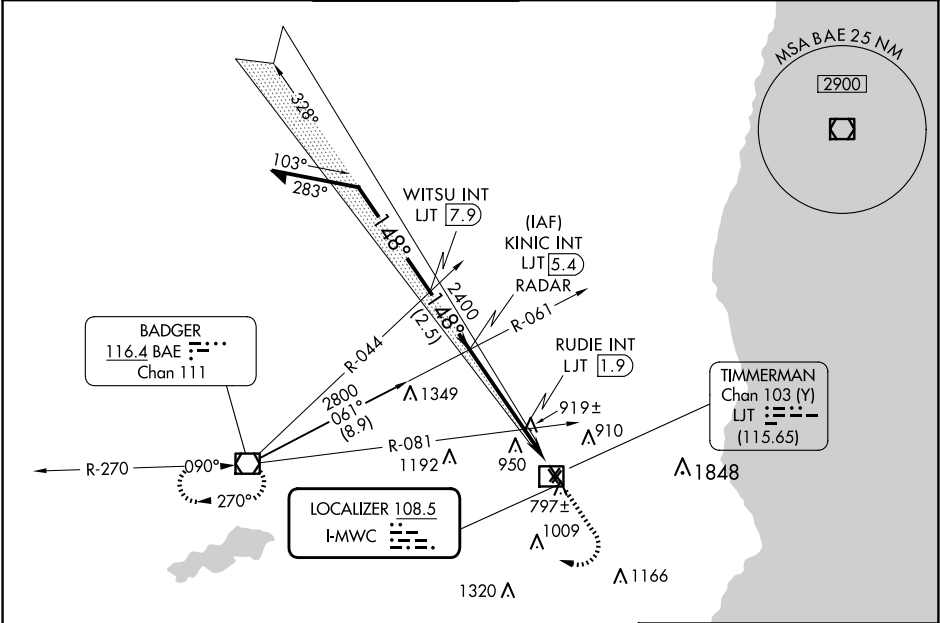 MSA BAE 25 NM
2900
328°
103°
283°
WITSU INT
LJT 7.9
(IAF)
KINIC INT
LJT 5.4
RADAR
148°
148°
2400
(2.5)
R-044
R-061
BADGER
116.4 BAE
Chan 111
RUDIE INT
LJT 1.9
TIMMERMAN
Chan 103 (Y)
LJT
(115.65)
2800
061°
(8.9)
1349
919±
910
R-081
1192
950
1848
R-270
090°
270°
LOCALIZER 108.5
I-MWC
797±
1009
1166
1320